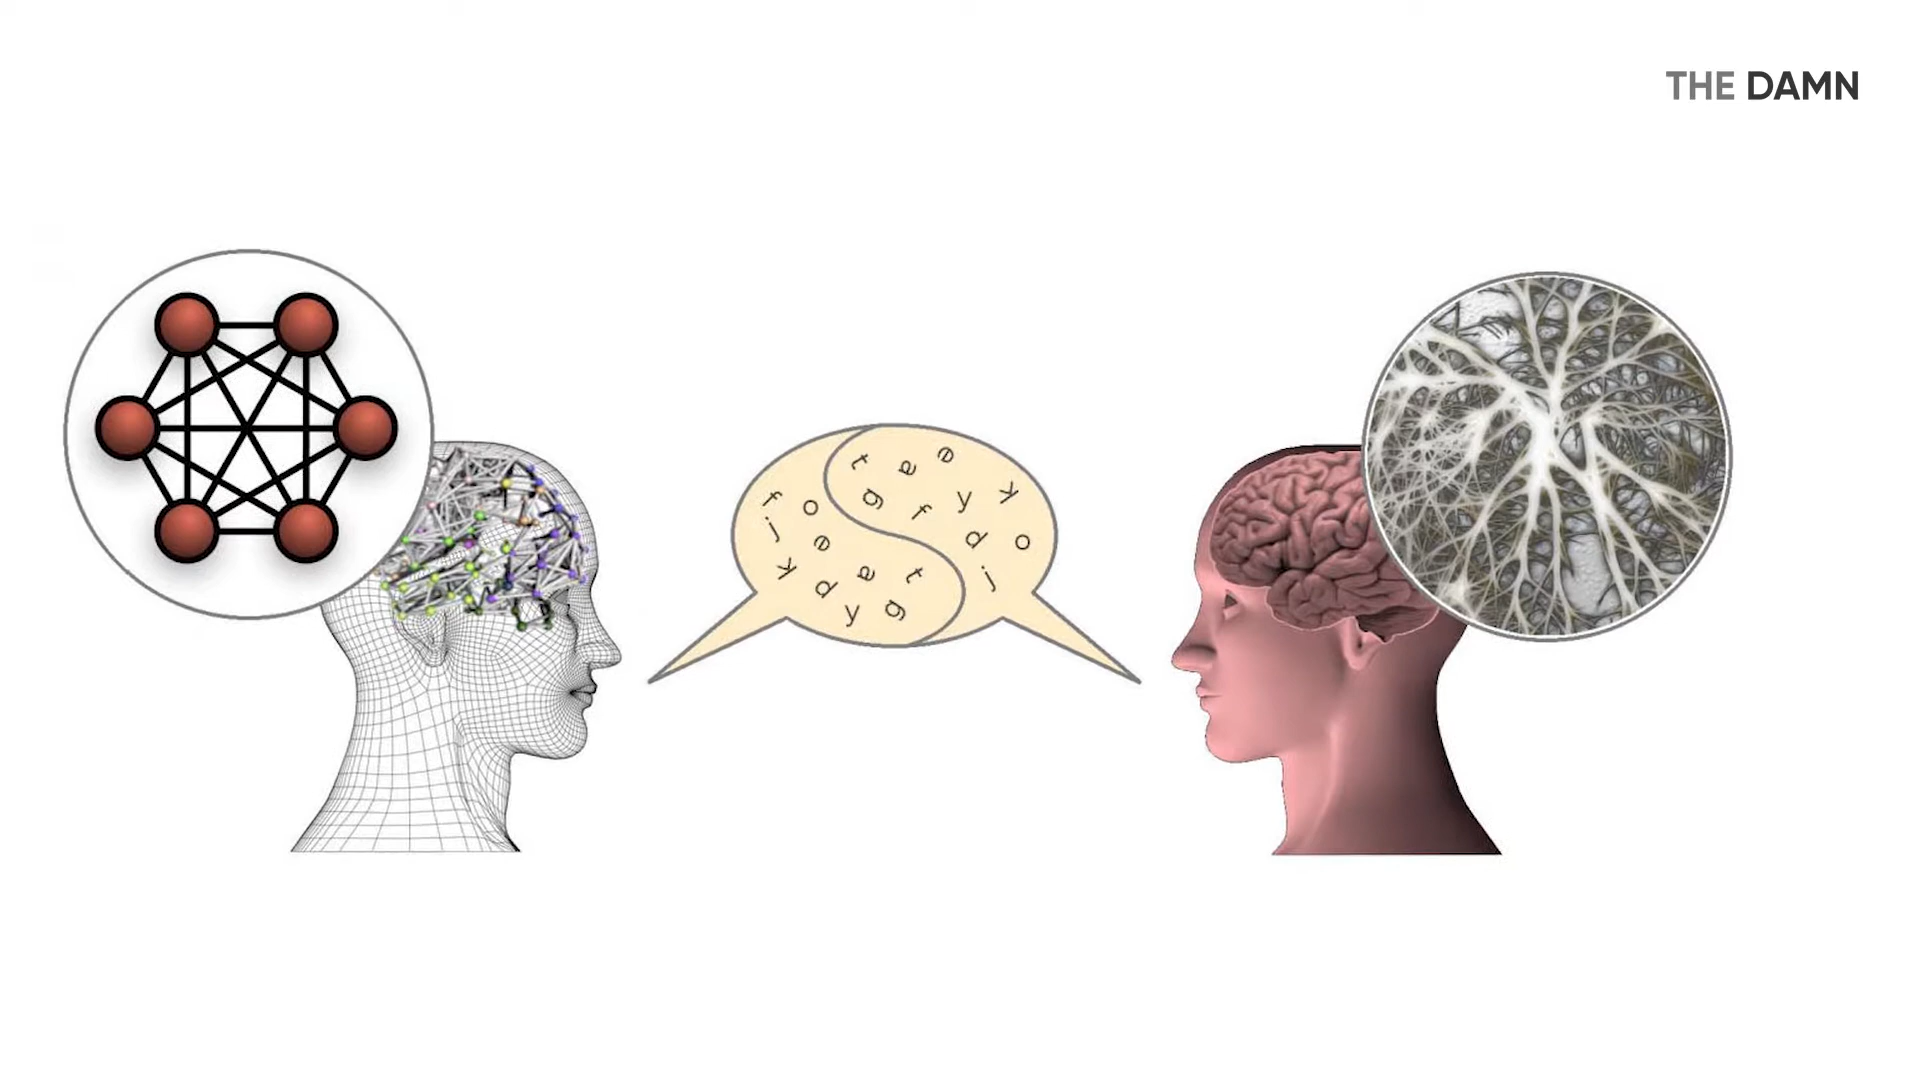 THE DAMN
t a e
g f y k
d o
j
f o
j e
k d a t
y g